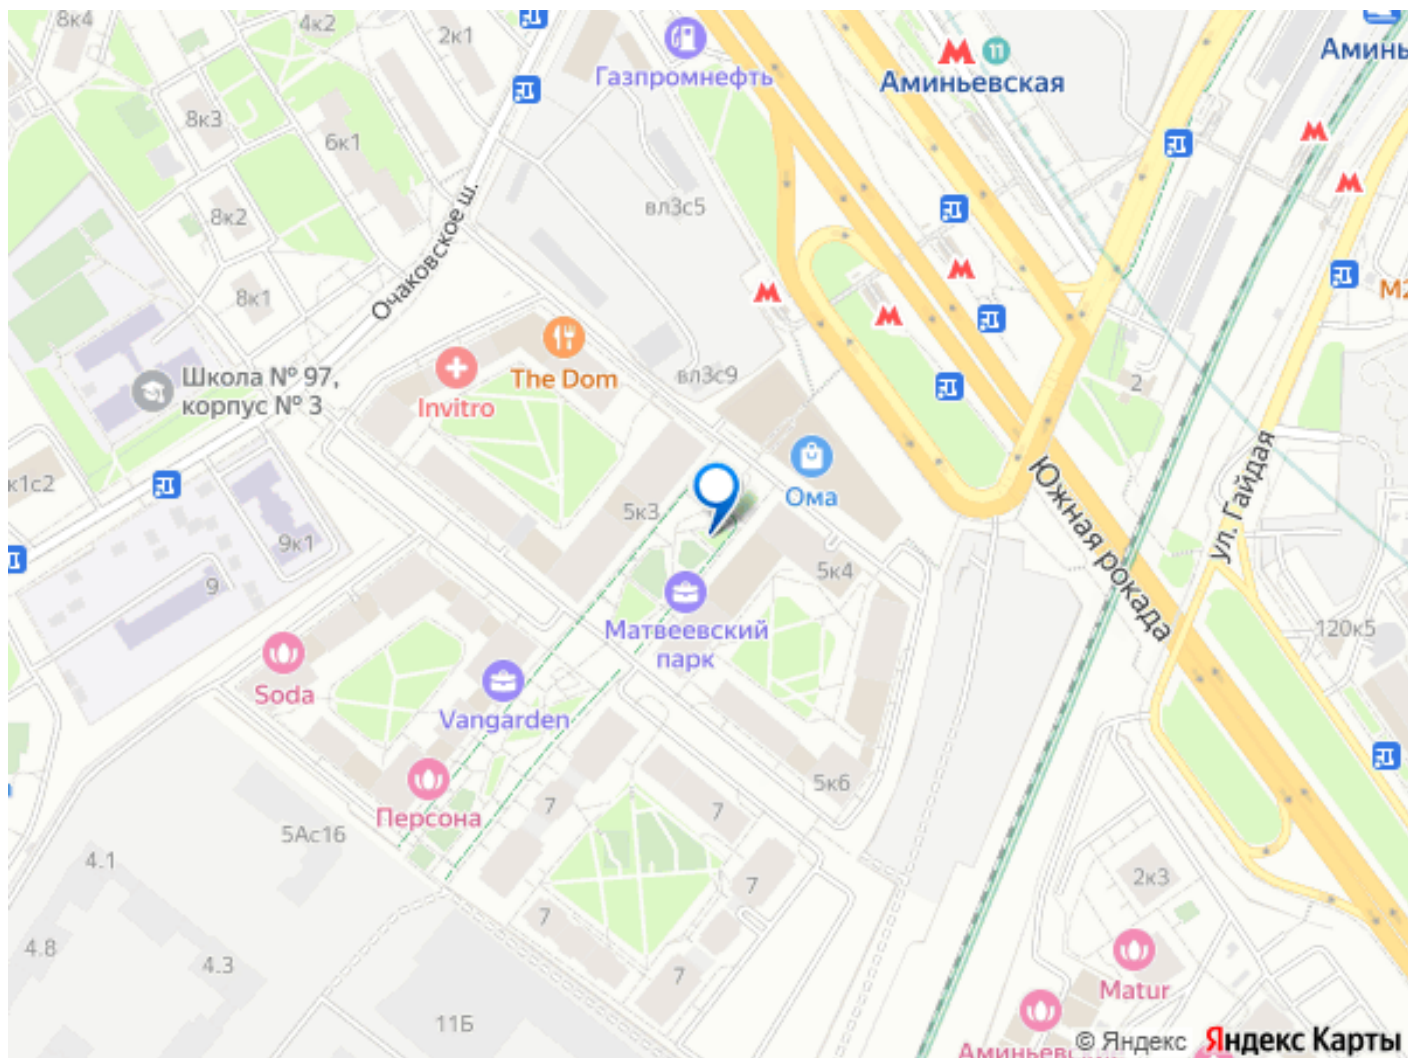 8к4
4к2
2к1
Газпромнефть
11
Аминьевская
Аминь
8к3
6к1
вл3с5
8к2
Очаковское ш.
8к1
М2
The Dom
вл3с9
2
Школа № 97,
корпус № 3
Invitro
к1с2
5к3
Ома
Южная рокада
ул. Гайдая
9к1
9
5к4
Матвеевский
парк
120к5
Soda
Vangarden
5к6
Персона
7
7
5Ас16
4.1
7
2к3
7
4.8
4.3
7
Matur
11Б
© Яндекс
Яндекс Карты